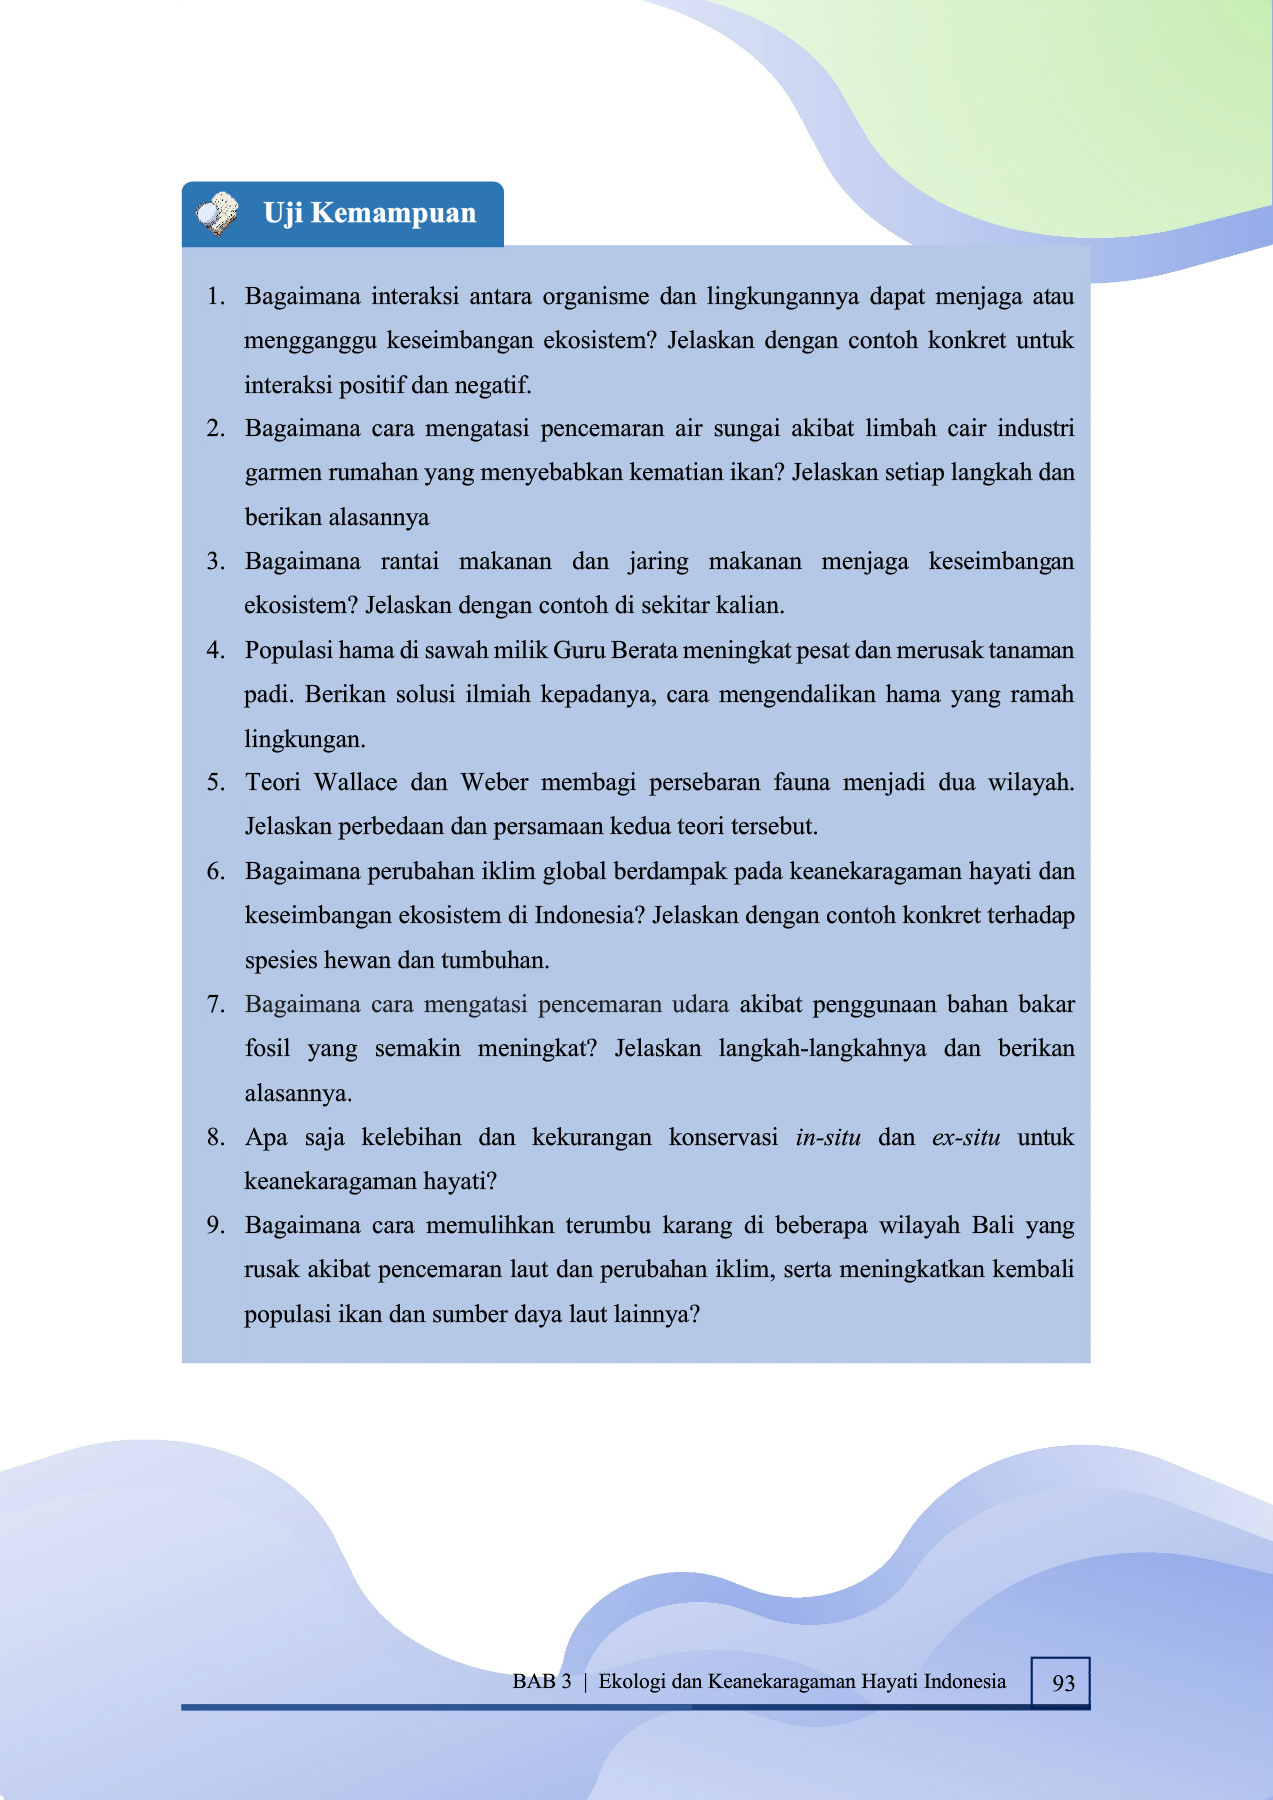 Uji Kemampuan
1. Bagaimana interaksi antara organisme dan lingkungannya dapat menjaga atau
mengganggu keseimbangan ekosistem? Jelaskan dengan contoh konkret untuk
interaksi positif dan negatif.
2. Bagaimana cara mengatasi pencemaran air sungai akibat limbah cair industri
garmen rumahan yang menyebabkan kematian ikan? Jelaskan setiap langkah dan
berikan alasannya
3. Bagaimana rantai makanan dan jaring makanan menjaga keseimbangan
ekosistem? Jelaskan dengan contoh di sekitar kalian.
4. Populasi hama di sawah milik Guru Berata meningkat pesat dan merusak tanaman
padi. Berikan solusi ilmiah kepadanya, cara mengendalikan hama yang ramah
lingkungan.
5. Teori Wallace dan Weber membagi persebaran fauna menjadi dua wilayah.
Jelaskan perbedaan dan persamaan kedua teori tersebut.
6. Bagaimana perubahan iklim global berdampak pada keanekaragaman hayati dan
keseimbangan ekosistem di Indonesia? Jelaskan dengan contoh konkret terhadap
spesies hewan dan tumbuhan.
7. Bagaimana cara mengatasi pencemaran udara akibat penggunaan bahan bakar
fosil yang semakin meningkat? Jelaskan langkah-langkahnya dan berikan
alasannya.
8. Apa saja kelebihan dan kekurangan konservasi in-situ dan ex-situ untuk
keanekaragaman hayati?
9. Bagaimana cara memulihkan terumbu karang di beberapa wilayah Bali yang
rusak akibat pencemaran laut dan perubahan iklim, serta meningkatkan kembali
populasi ikan dan sumber daya laut lainnya?
BAB 3 | Ekologi dan Keanekaragaman Hayati Indonesia 93